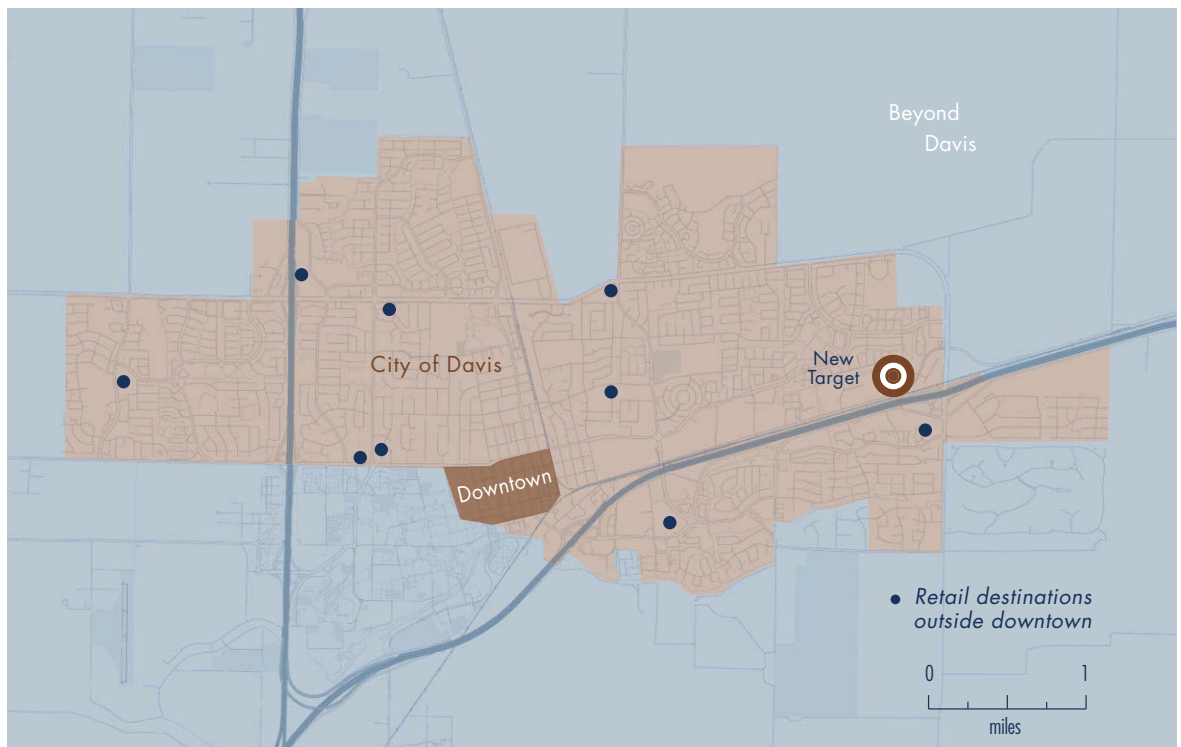 Beyond
Davis
New
Target
City of Davis
Downtown
Retail destinations
outside downtown
0 1
miles